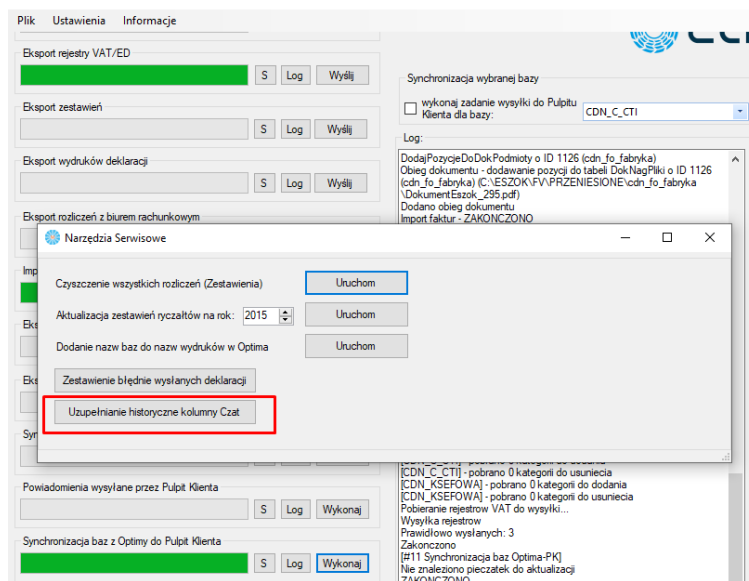 Plik Ustawienia Informacje
Eksport rejestry VAT/ED
S Log Wyślij
Eksport zestawień
S Log Wyślij
Eksport wydruków deklaracji
S Log Wyślij
Eksport rozliczeń z biurem rachunkowym
Synchronizacja wybranej bazy
wykonaj zadanie wysyłki do Pulpitu
Klienta dla bazy:
CDN_C_CTI
Log:
DodajPozycjeDoDokPodmioty o ID 1126 (cdn_fo_fabryka)
Obieg dokumentu - dodawanie pozycji do tabeli DokNagPliki o ID 1126
(cdn_fo_fabryka) (C:\ESZOK\FV\PRZENIESIONE\cdn_fo_fabryka
\DokumentEszok_295.pdf)
Dodano obieg dokumentu
Import faktur - ZAKOŃCZONO
Narzędzia Serwisowe
Czyszczenie wszystkich rozliczeń (Zestawienia)
Uruchom
Aktualizacja zestawień ryczałtów na rok: 2015
Uruchom
Dodanie nazw baz do nazw wydruków w Optima
Uruchom
Zestawienie błędnie wysłanych deklaracji
Uzupełnianie historyczne kolumny Czat
Imp
Eks
Eks
Syn
Powiadomienia wysyłane przez Pulpit Klienta
S Log Wykonaj
Synchronizacja baz z Optimy do Pulpit Klienta
S Log Wykonaj
[CDN_C_CTI] - pobrano 0 kategorii do usuniecia
[CDN_KSEFOWA] - pobrano 0 kategorii do dodania
[CDN_KSEFOWA] - pobrano 0 kategorii do usuniecia
Pobieranie rejestrow VAT do wysyłki...
Wysyłka rejestrow
Prawidłowo wysłanych: 3
Zakonczono
[#11 Synchronizacja baz Optima-PK]
Nie znaleziono pieczatek do aktualizacji
ZAKONCZONO